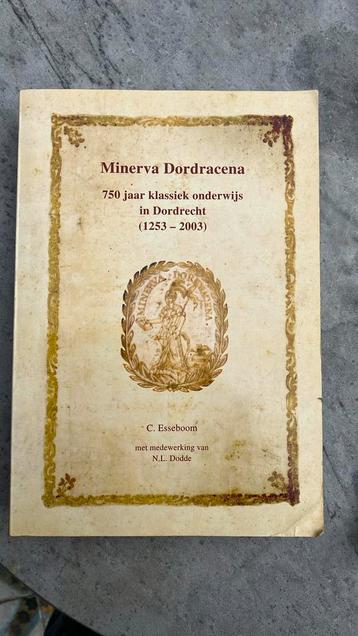 Minerva Dordracena
750 jaar klassiek onderwijs
in Dordrecht
(1253 – 2003)
C. Esseboom
met medewerking van
N.L. Dodde